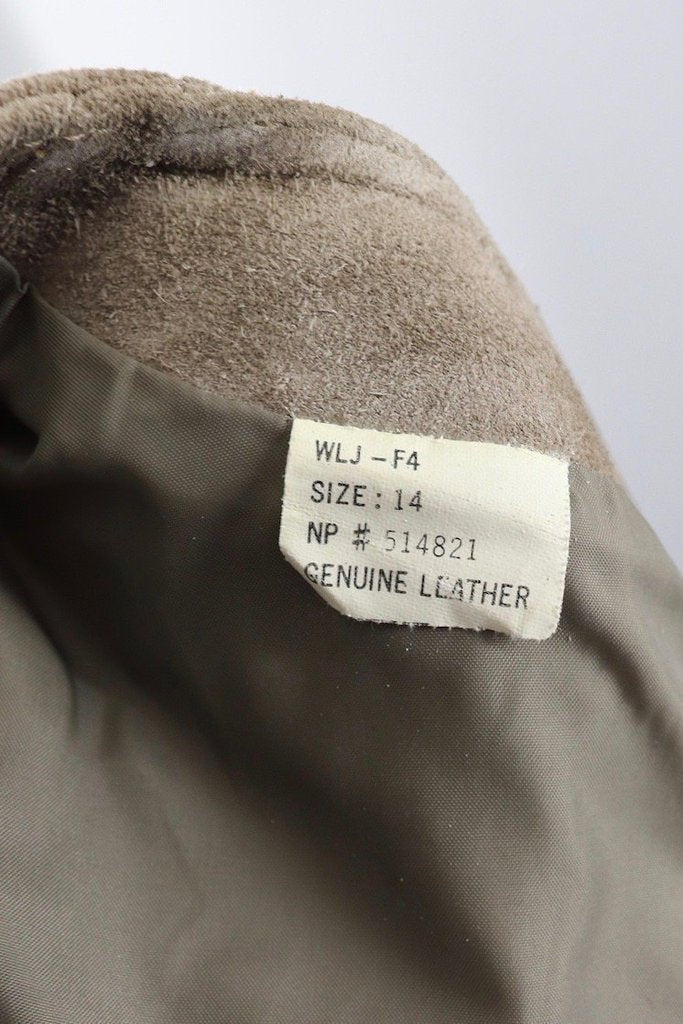 WLJ - F4
SIZE: 14
NP # 514821
GENUINE LEATHER